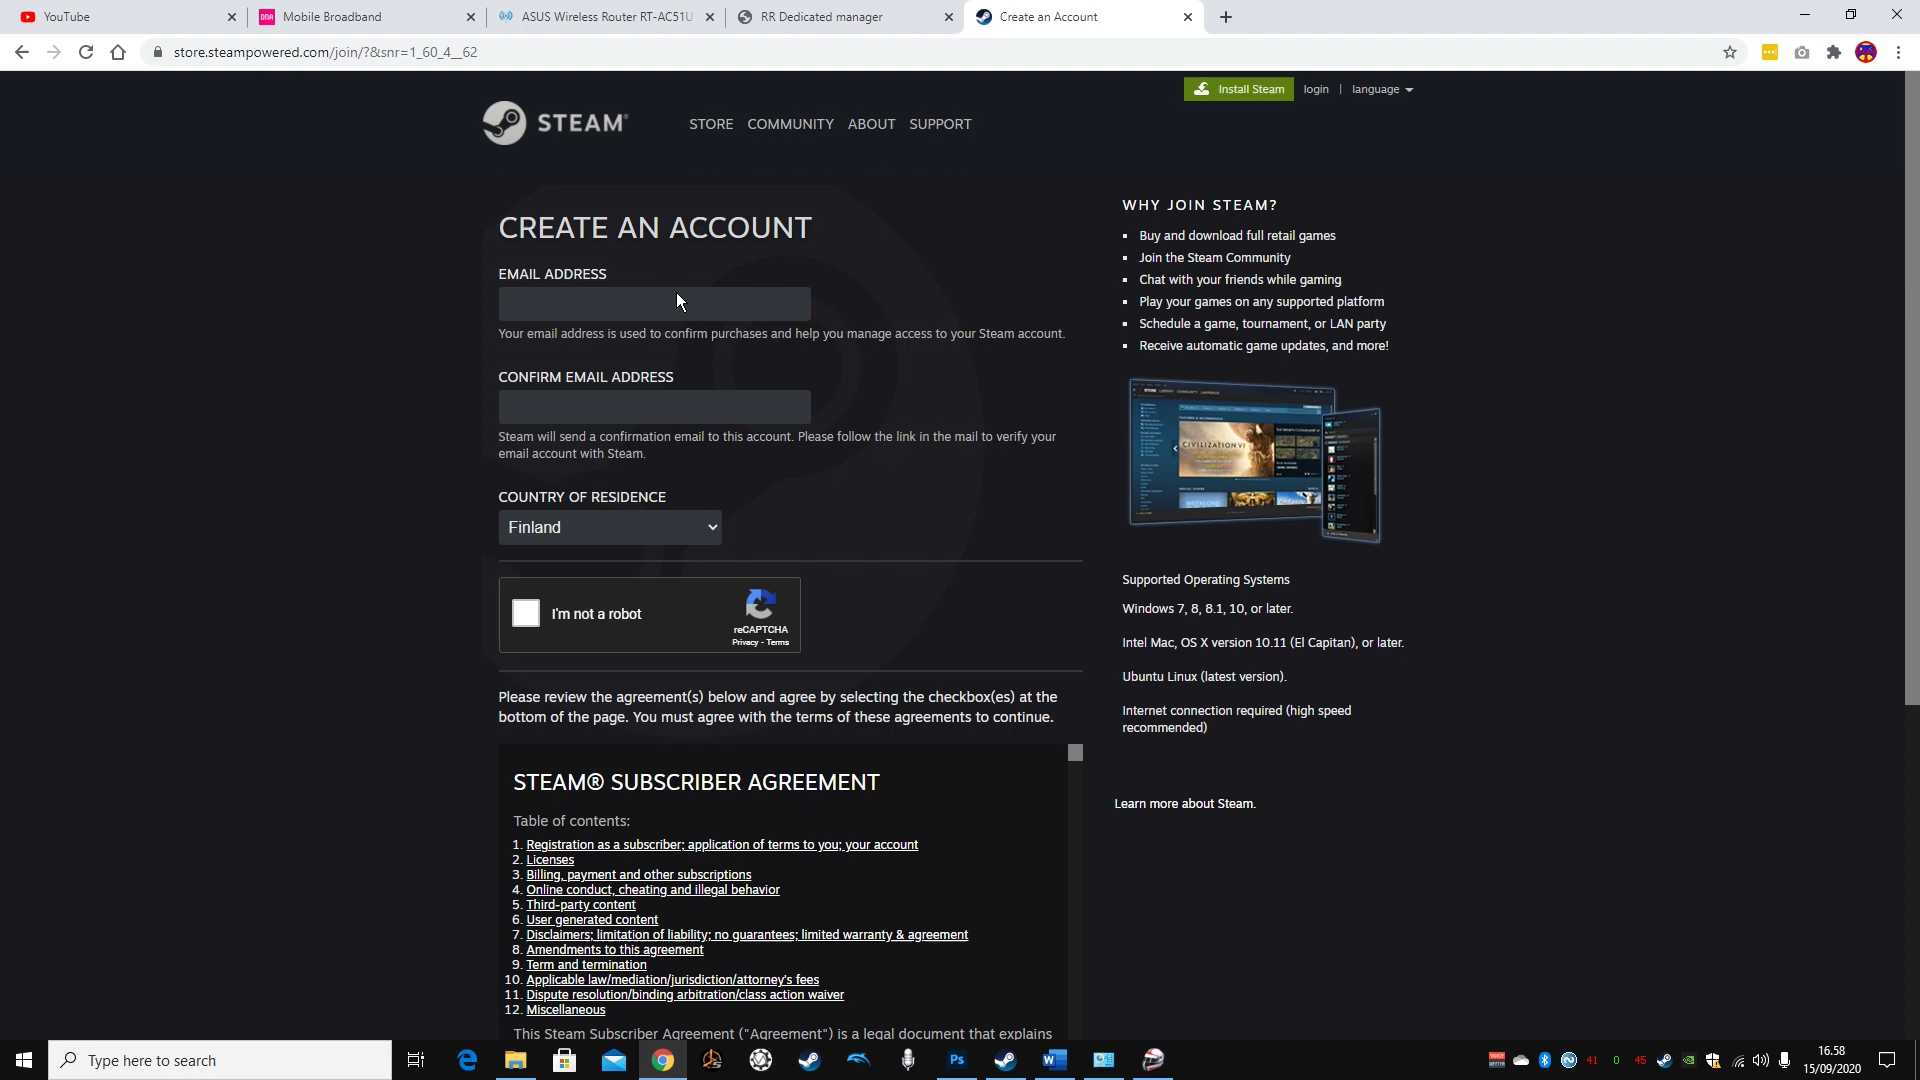 YouTube
DNA Mobile Broadband
ASUS Wireless Router RT-AC51U
RR Dedicated manager
Create an Account
store.steampowered.com/join/?&snr=1_60_4__62
Install Steam login | language
STEAM®
STORE COMMUNITY ABOUT SUPPORT
CREATE AN ACCOUNT
EMAIL ADDRESS
Your email address is used to confirm purchases and help you manage access to your Steam account.
CONFIRM EMAIL ADDRESS
Steam will send a confirmation email to this account. Please follow the link in the mail to verify your
email account with Steam.
COUNTRY OF RESIDENCE
Finland
I'm not a robot
reCAPTCHA
Privacy - Terms
Please review the agreement(s) below and agree by selecting the checkbox(es) at the
bottom of the page. You must agree with the terms of these agreements to continue.
STEAM® SUBSCRIBER AGREEMENT
Table of contents:
1. Registration as a subscriber; application of terms to you; your account
2. Licenses
3. Billing, payment and other subscriptions
4. Online conduct, cheating and illegal behavior
5. Third-party content
6. User generated content
7. Disclaimers; limitation of liability; no guarantees; limited warranty & agreement
8. Amendments to this agreement
9. Term and termination
10. Applicable law/mediation/jurisdiction/attorney's fees
11. Dispute resolution/binding arbitration/class action waiver
12. Miscellaneous
This Steam Subscriber Agreement ("Agreement") is a legal document that explains
WHY JOIN STEAM?
Buy and download full retail games
Join the Steam Community
Chat with your friends while gaming
Play your games on any supported platform
Schedule a game, tournament, or LAN party
Receive automatic game updates, and more!
CIVILIZATION VI
Supported Operating Systems
Windows 7, 8, 8.1, 10, or later.
Intel Mac, OS X version 10.11 (El Capitan), or later.
Ubuntu Linux (latest version).
Internet connection required (high speed
recommended)
Learn more about Steam.
Type here to search
Ps
41 0 45
16.58
15/09/2020